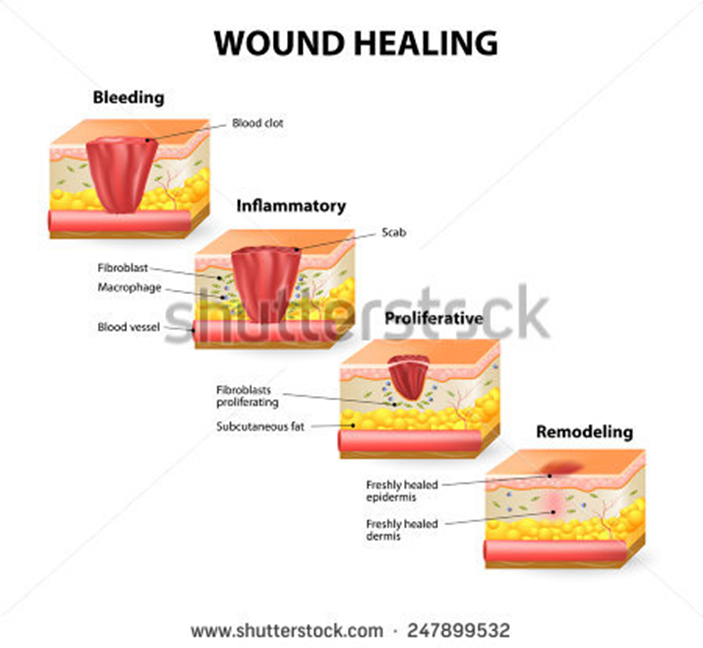 WOUND HEALING
Bleeding
Blood clot
Inflammatory
Scab
Fibroblast
Macrophage
Blood vessel
shutterstock
Proliferative
Fibroblasts
proliferating
Subcutaneous fat
Remodeling
Freshly healed
epidermis
Freshly healed
dermis
www.shutterstock.com · 247899532